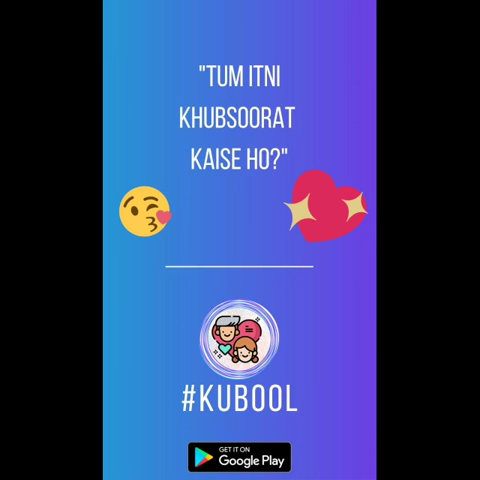 "TUM ITNI
KHUBSOORAT
KAISE HO?"
#KUBOOL
GET IT ON
Google Play